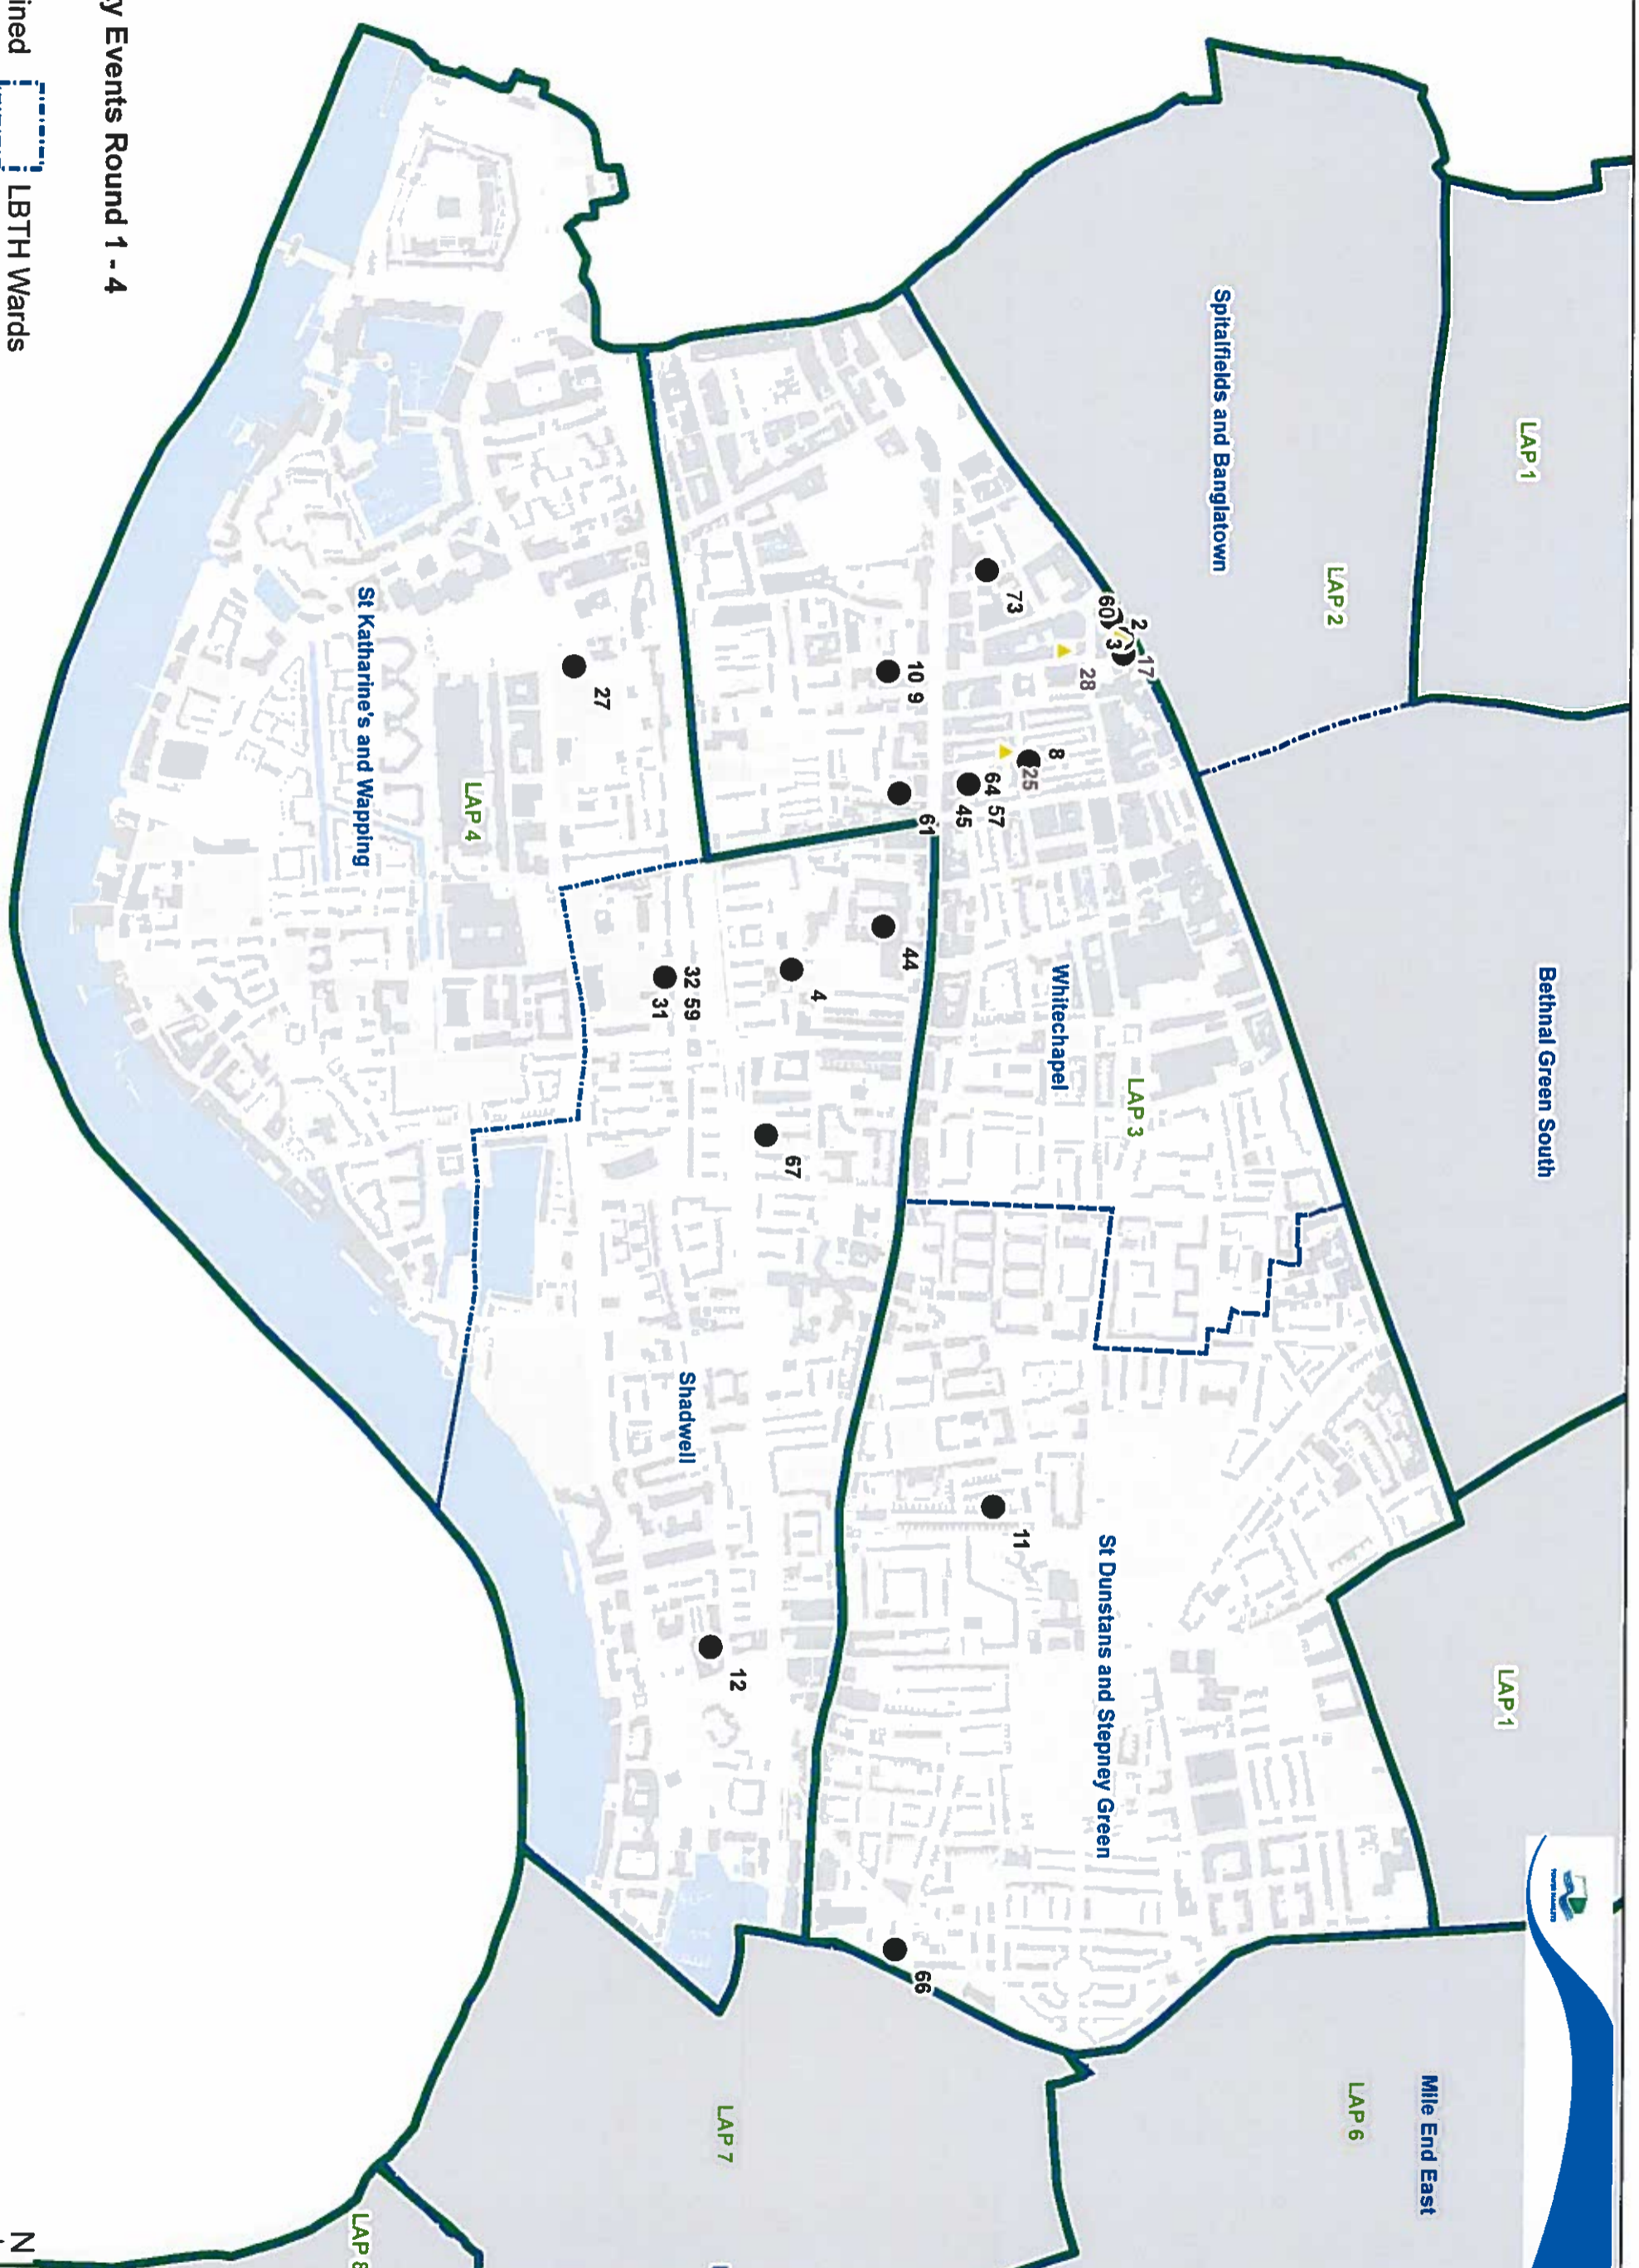 LAP 1
Bethnal Green South
LAP 1
Mile End East
TOWER HAMLETS
LAP 2
LAP 6
Spitalfields and Banglatown
2
17
60
3
28
LAP 3
St Dunstans and Stepney Green
73
8
25
Whitechapel
10 9
64 57
45
61
11
44
66
4
67
27
32 59
31
Shadwell
12
LAP 7
LAP 4
St Katharine's and Wapping
LAP 8
y Events Round 1 - 4
ined
LBTH Wards
N